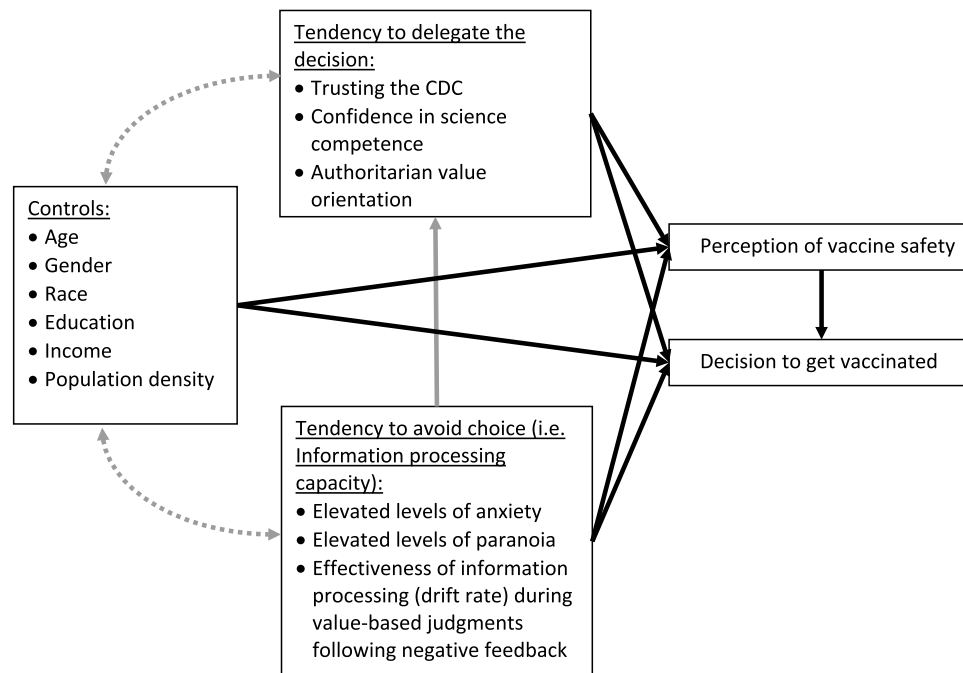 Tendency to delegate the
decision:
• Trusting the CDC
• Confidence in science
competence
• Authoritarian value
orientation
Controls:
• Age
• Gender
• Race
• Education
• Income
• Population density
Perception of vaccine safety
Decision to get vaccinated
Tendency to avoid choice (i.e.
Information processing
capacity):
• Elevated levels of anxiety
• Elevated levels of paranoia
• Effectiveness of information
processing (drift rate) during
value-based judgments
following negative feedback